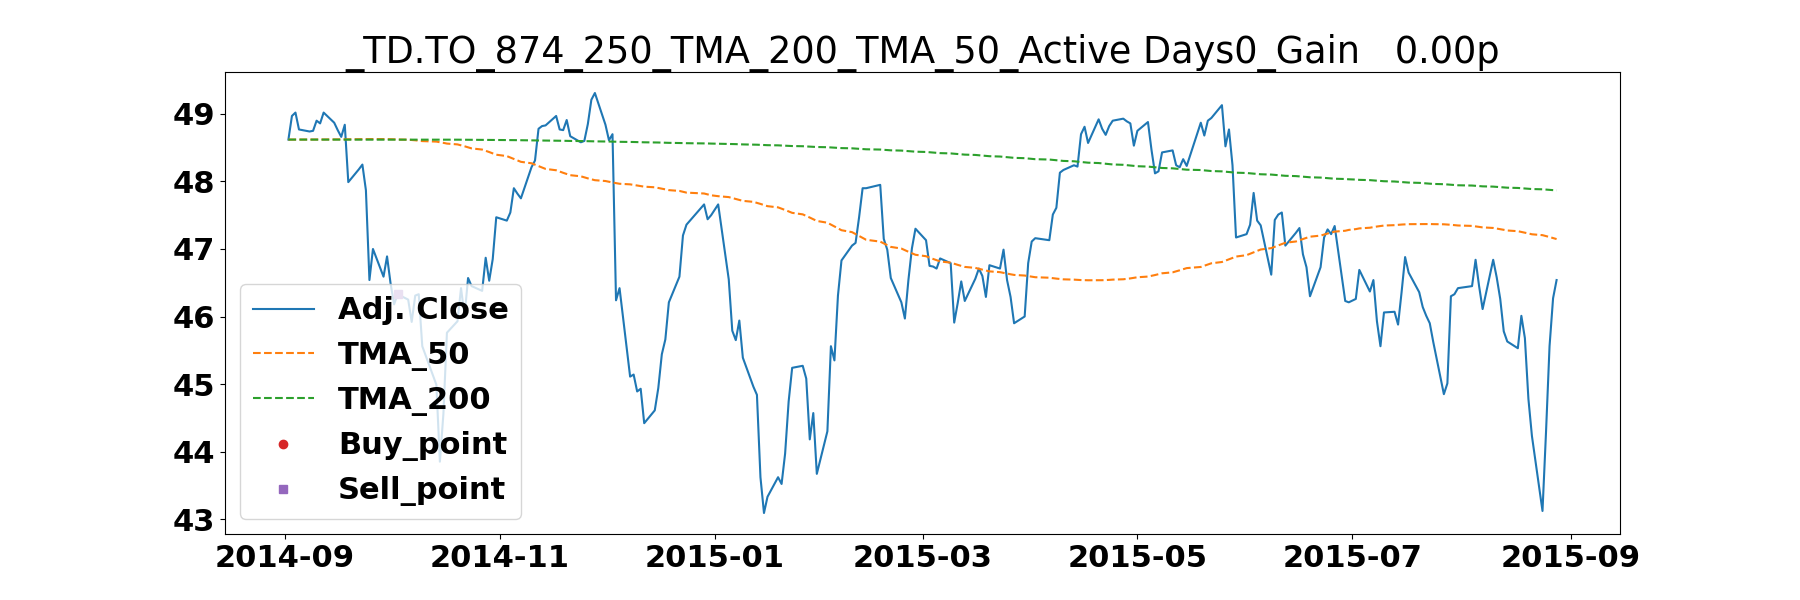 _TD.TO_874_250_TMA_200_TMA_50_Active Days0_Gain   0.00p
49
48
47
46
45
44
43
Adj. Close
TMA_50
TMA_200
Buy_point
Sell_point
2014-09 2014-11 2015-01 2015-03 2015-05 2015-07 2015-09